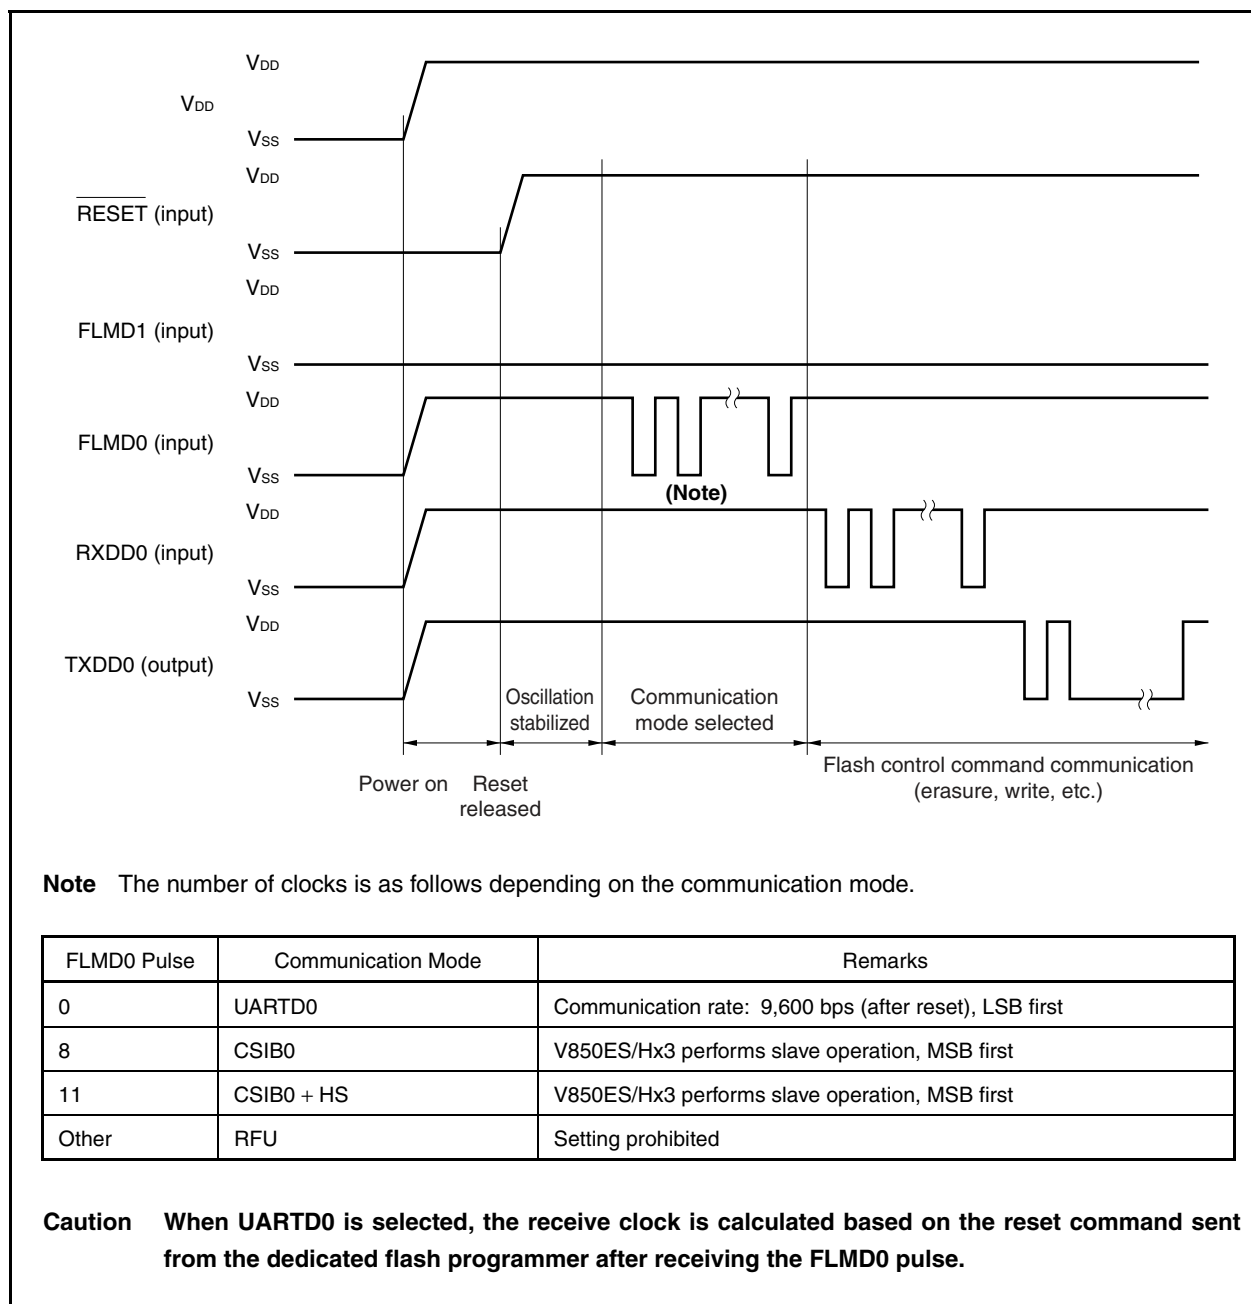 VDD
VDD
VSS
VDD
RESET (input)
VSS
VDD
FLMD1 (input)
VSS
VDD
FLMD0 (input)
VSS
(Note)
VDD
RXDD0 (input)
VSS
VDD
TXDD0 (output)
VSS
Oscillation
stabilized
Communication
mode selected
Power on
Reset
released
Flash control command communication
(erasure, write, etc.)
Note The number of clocks is as follows depending on the communication mode.
FLMD0 Pulse Communication Mode Remarks
0 UARTD0 Communication rate: 9,600 bps (after reset), LSB first
8 CSIB0 V850ES/Hx3 performs slave operation, MSB first
11 CSIB0 + HS V850ES/Hx3 performs slave operation, MSB first
Other RFU Setting prohibited
Caution When UARTD0 is selected, the receive clock is calculated based on the reset command sent
from the dedicated flash programmer after receiving the FLMD0 pulse.